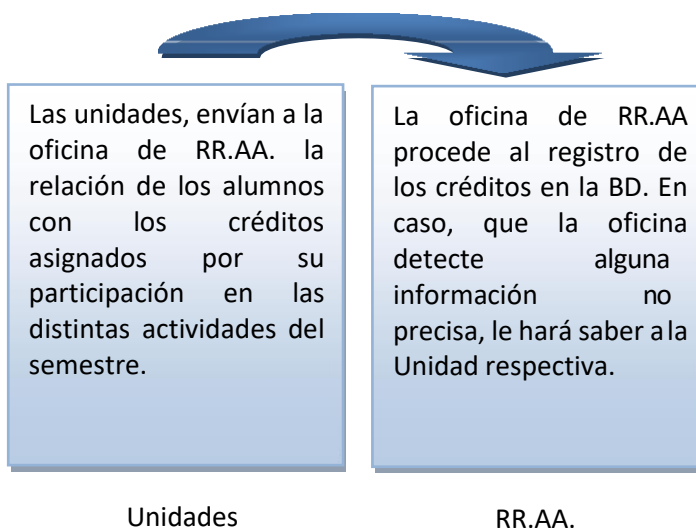 Las unidades, envían a la
oficina de RR.AA. la
relación de los alumnos
con los créditos
asignados por su
participación en las
distintas actividades del
semestre.
La oficina de RR.AA
procede al registro de
los créditos en la BD. En
caso, que la oficina
detecte alguna
información no
precisa, le hará saber a la
Unidad respectiva.
Unidades
RR.AA.